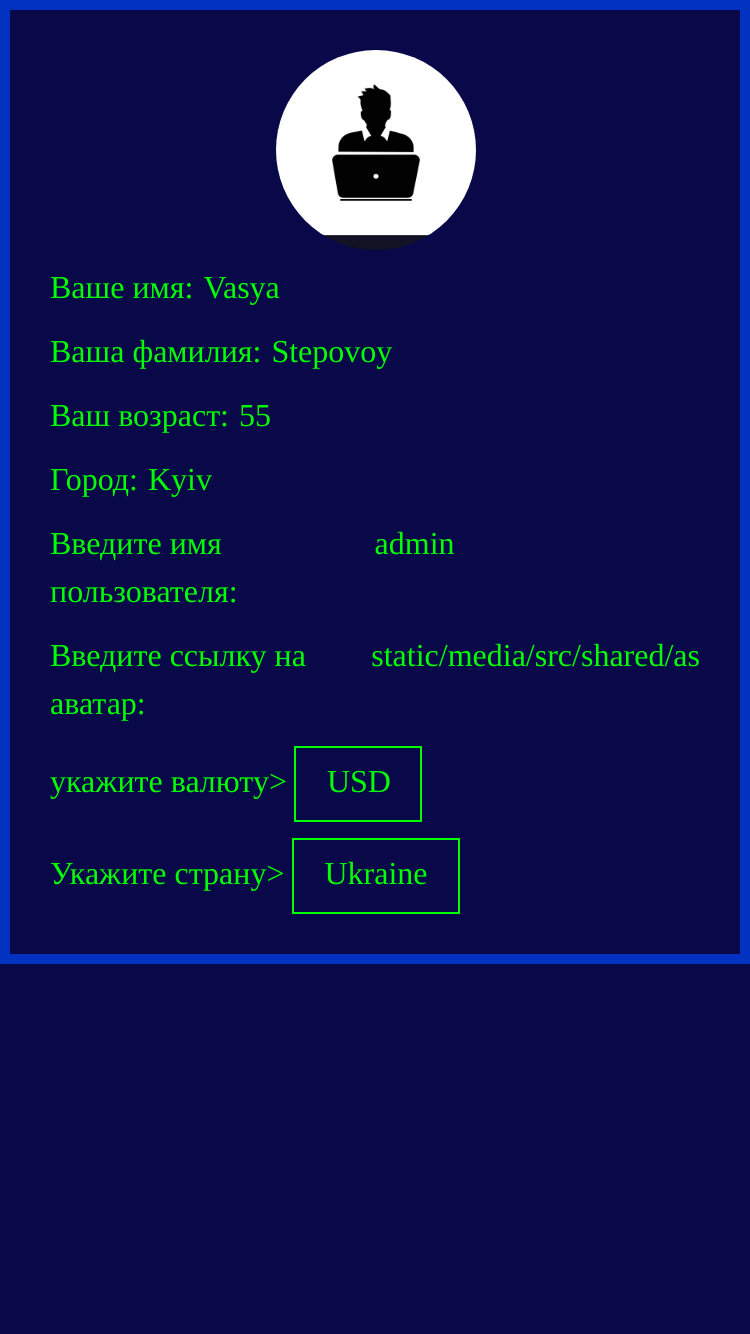 Ваше имя: Vasya
Ваша фамилия: Stepovoy
Ваш возраст: 55
Город: Kyiv
Введите имя пользователя: admin
Введите ссылку на аватар: static/media/src/shared/as
укажите валюту> USD
Укажите страну> Ukraine